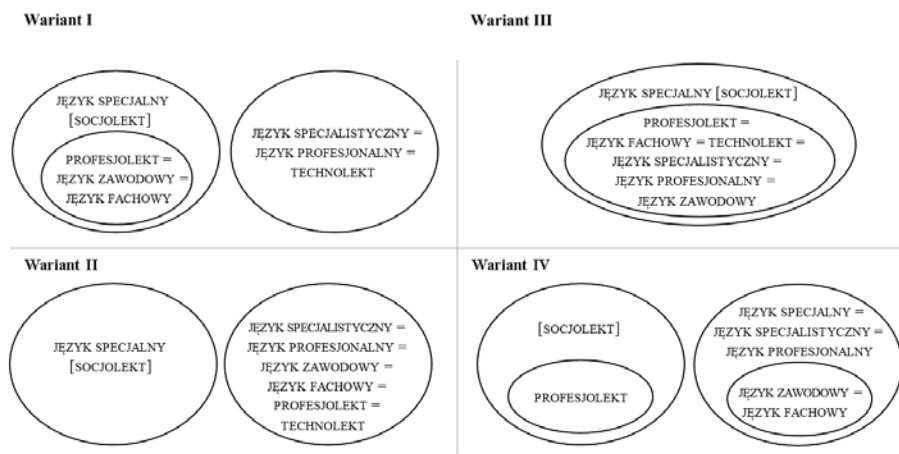 Wariant I
JĘZYK SPECJALNY
[SOCJOLEKT]
PROFESJOLEKT =
JĘZYK ZAWODOWY =
JĘZYK FACHOWY
JĘZYK SPECJALISTYCZNY =
JĘZYK PROFESJONALNY =
TECHNOLEKT
Wariant III
JĘZYK SPECJALNY [SOCJOLEKT]
PROFESJOLEKT =
JĘZYK FACHOWY = TECHNOLEKT =
JĘZYK SPECJALISTYCZNY =
JĘZYK PROFESJONALNY =
JĘZYK ZAWODOWY
Wariant II
JĘZYK SPECJALNY
[SOCJOLEKT]
JĘZYK SPECJALISTYCZNY =
JĘZYK PROFESJONALNY =
JĘZYK ZAWODOWY =
JĘZYK FACHOWY =
PROFESJOLEKT =
TECHNOLEKT
Wariant IV
[SOCJOLEKT]
PROFESJOLEKT
JĘZYK SPECJALNY =
JĘZYK SPECJALISTYCZNY =
JĘZYK PROFESJONALNY
JĘZYK ZAWODOWY =
JĘZYK FACHOWY